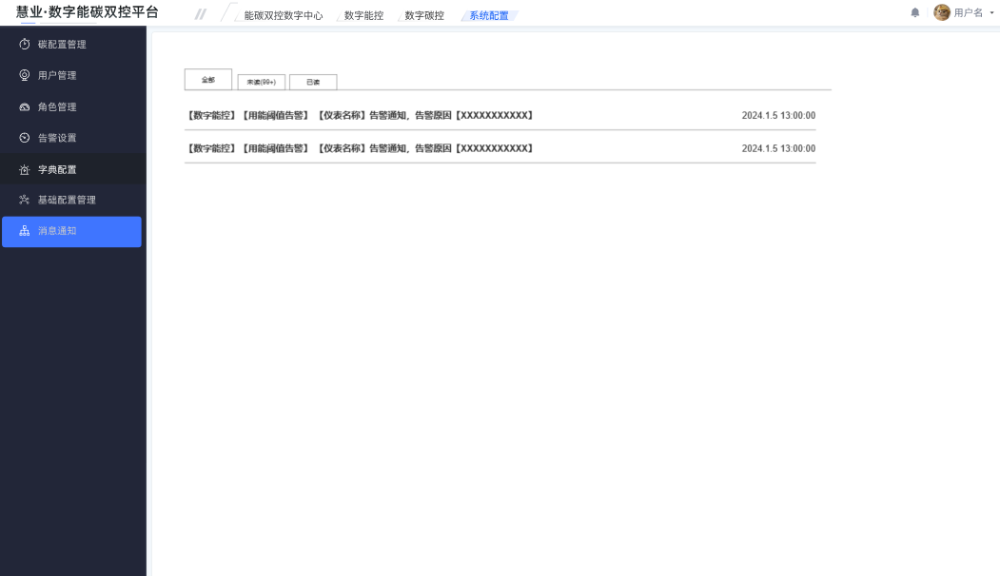 慧业·数字能碳双控平台
能碳双控数字中心
数字能控
数字碳控
系统配置
用户名
碳配置管理
用户管理
角色管理
告警设置
字典配置
基础配置管理
消息通知
全部
未读(99+)
已读
【数字能控】【用能阈值告警】 【仪表名称】告警通知，告警原因【XXXXXXXXXXX】
2024.1.5 13:00:00
【数字能控】【用能阈值告警】 【仪表名称】告警通知，告警原因【XXXXXXXXXXX】
2024.1.5 13:00:00